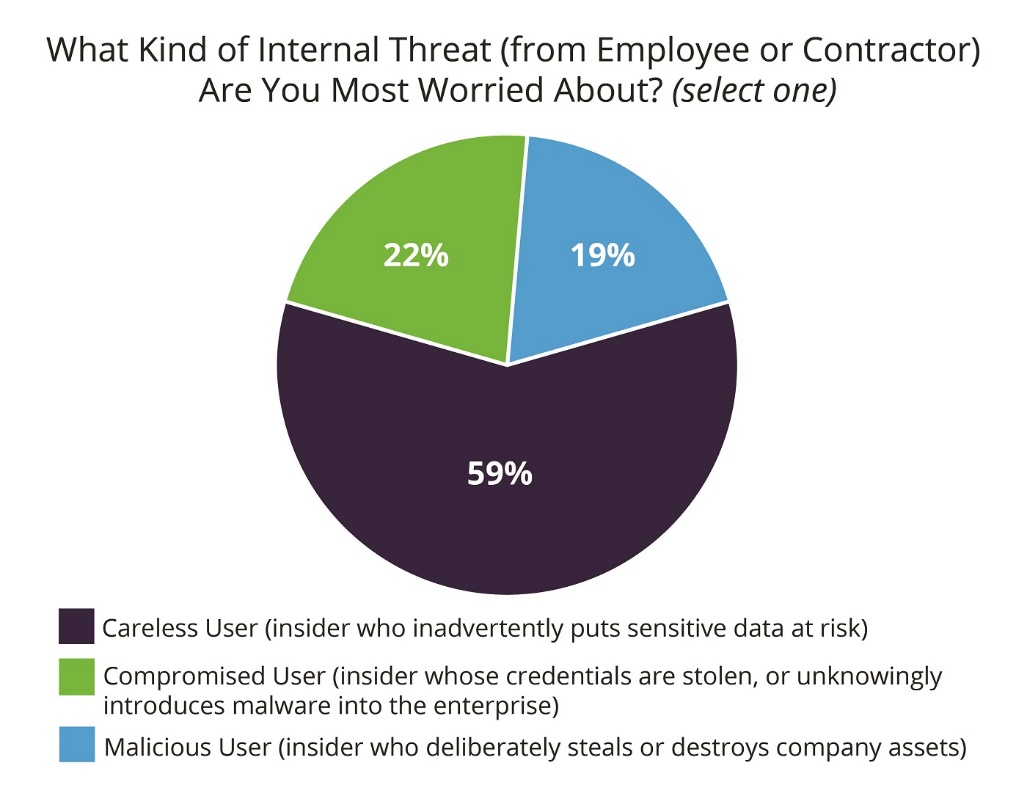 What Kind of Internal Threat (from Employee or Contractor)
Are You Most Worried About? (select one)
22%
19%
59%
Careless User (insider who inadvertently puts sensitive data at risk)
Compromised User (insider whose credentials are stolen, or unknowingly
introduces malware into the enterprise)
Malicious User (insider who deliberately steals or destroys company assets)